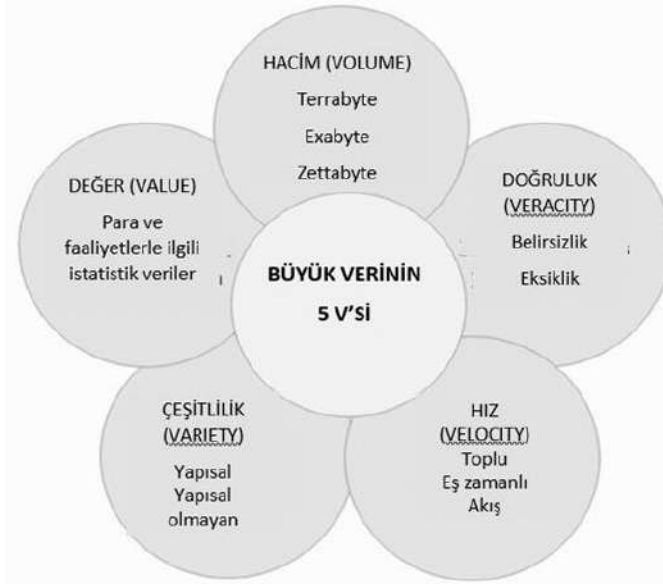 HACİM (VOLUME)
Terrabyte
Exabyte
Zettabyte
DEĞER (VALUE)
Para ve
faaliyetlerle ilgili
istatistik veriler
DOĞRULUK
(VERACITY)
Belirsizlik
Eksiklik
BÜYÜK VERİNİN
5 V'Sİ
ÇEŞİTLİLİK
(VARIETY)
Yapısal
Yapısal
olmayan
HIZ
(VELOCITY)
Toplu
Eş zamanlı
Akış